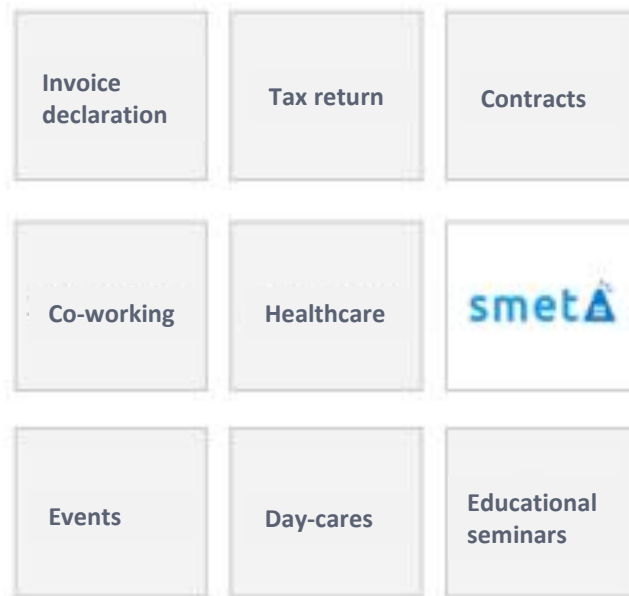 Invoice
declaration
Tax return
Contracts
Co-working
Healthcare
smetA
Events
Day-cares
Educational
seminars